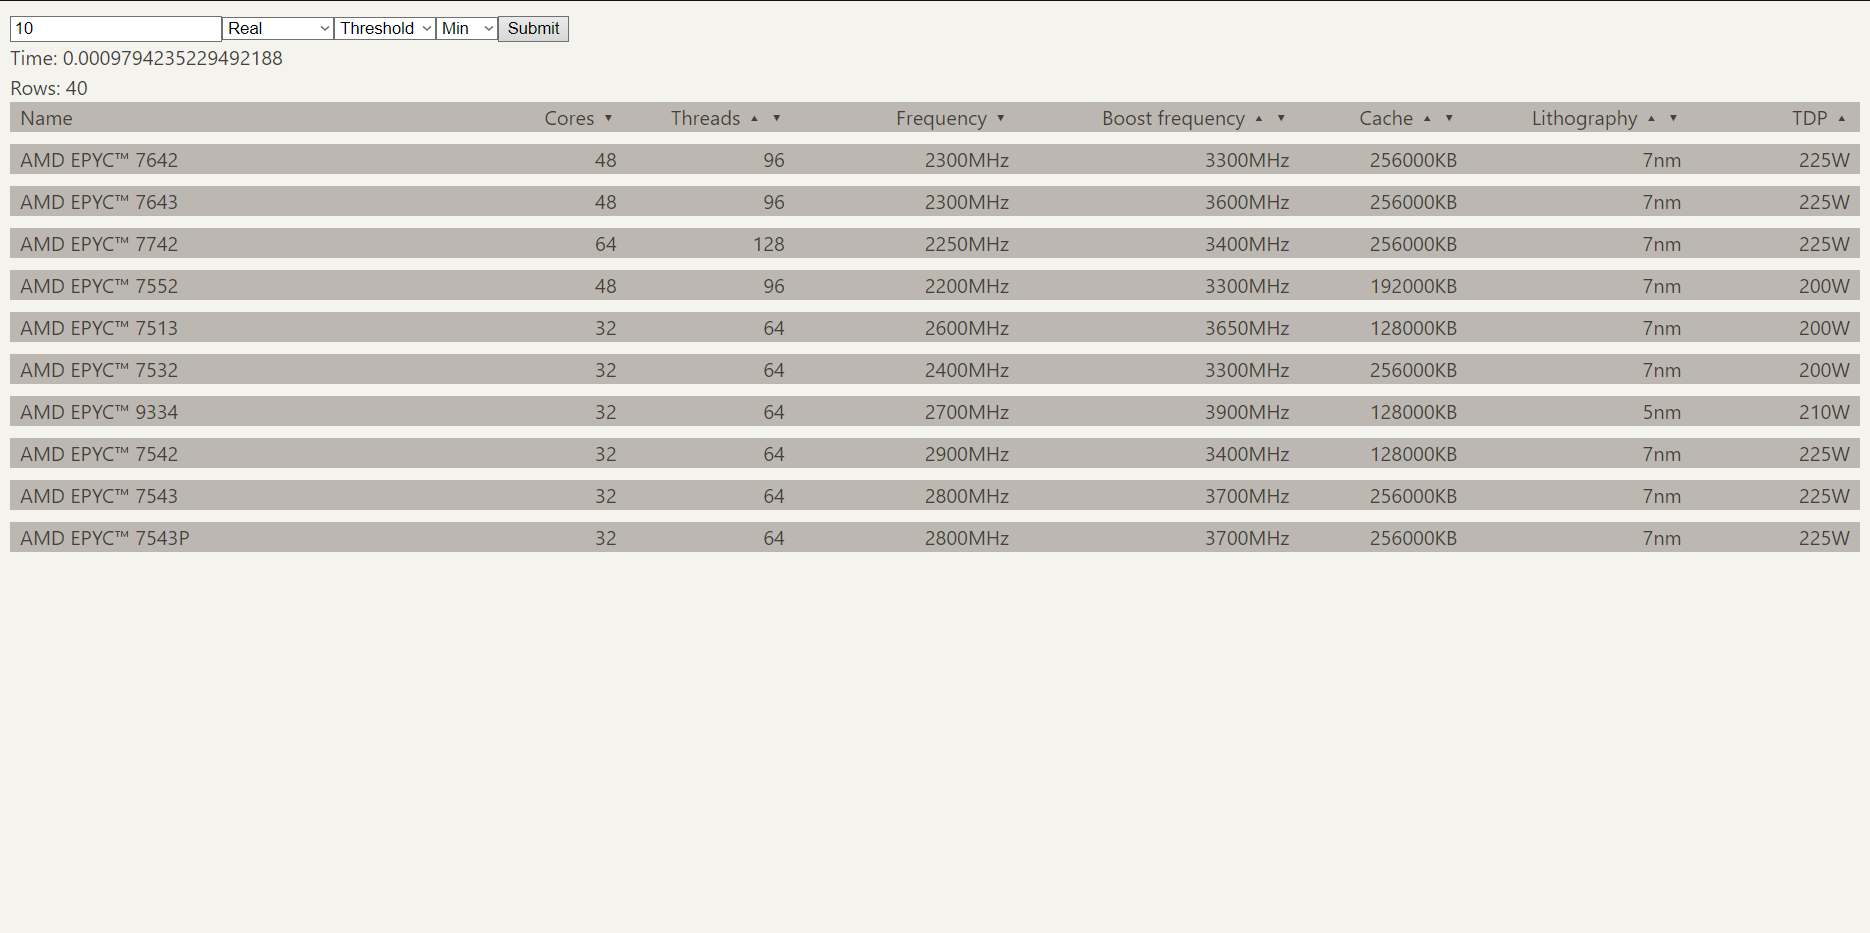 10 Real Threshold Min Submit
Time: 0.0009794235229492188
Rows: 40
Name Cores ▼ Threads ▲ ▼ Frequency ▼ Boost frequency ▲ ▼ Cache ▲ ▼ Lithography ▲ ▼ TDP ▲
AMD EPYC™ 7642 48 96 2300MHz 3300MHz 256000KB 7nm 225W
AMD EPYC™ 7643 48 96 2300MHz 3600MHz 256000KB 7nm 225W
AMD EPYC™ 7742 64 128 2250MHz 3400MHz 256000KB 7nm 225W
AMD EPYC™ 7552 48 96 2200MHz 3300MHz 192000KB 7nm 200W
AMD EPYC™ 7513 32 64 2600MHz 3650MHz 128000KB 7nm 200W
AMD EPYC™ 7532 32 64 2400MHz 3300MHz 256000KB 7nm 200W
AMD EPYC™ 9334 32 64 2700MHz 3900MHz 128000KB 5nm 210W
AMD EPYC™ 7542 32 64 2900MHz 3400MHz 128000KB 7nm 225W
AMD EPYC™ 7543 32 64 2800MHz 3700MHz 256000KB 7nm 225W
AMD EPYC™ 7543P 32 64 2800MHz 3700MHz 256000KB 7nm 225W